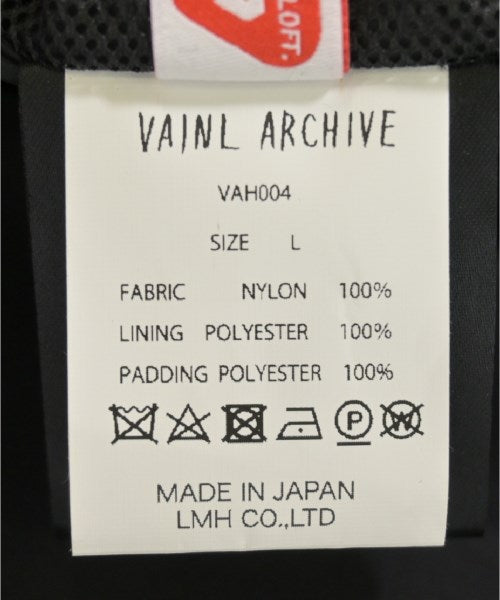 LOFT.
VAINL ARCHIVE
VAH004
SIZE L
FABRIC NYLON 100%
LINING POLYESTER 100%
PADDING POLYESTER 100%
P W
MADE IN JAPAN
LMH CO.,LTD